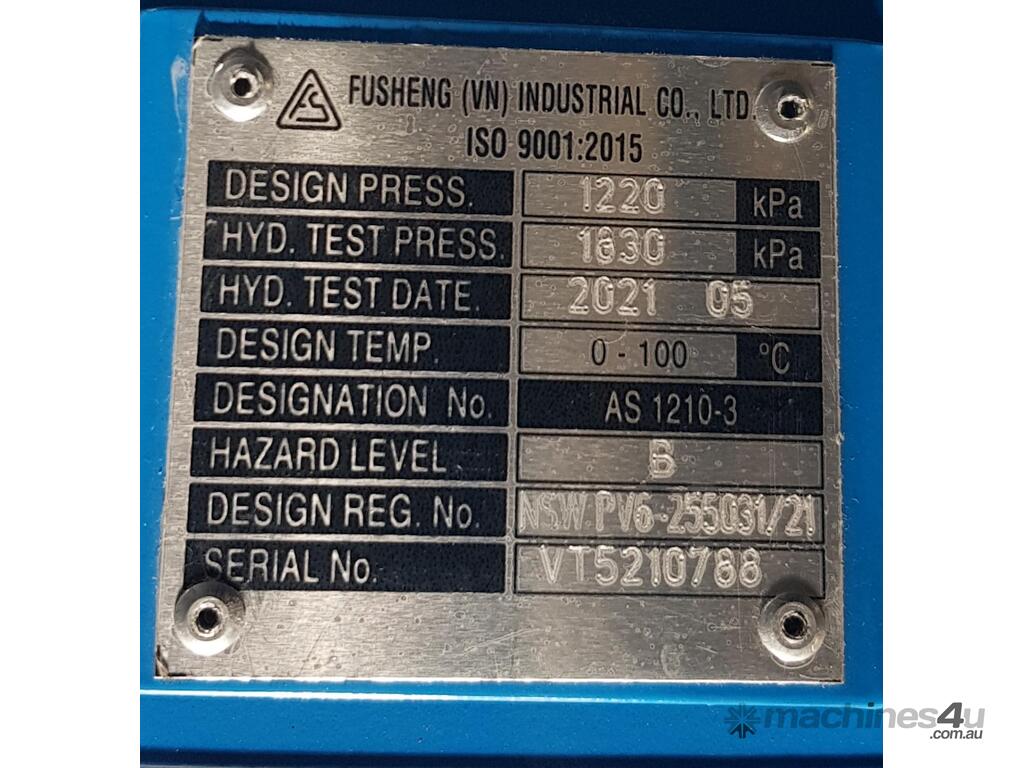 FS FUSHENG (VN) INDUSTRIAL CO., LTD.
ISO 9001:2015
DESIGN PRESS. 1220 kPa
HYD. TEST PRESS. 1830 kPa
HYD. TEST DATE. 2021 05
DESIGN TEMP. 0 - 100 °C
DESIGNATION No. AS 1210-3
HAZARD LEVEL B
DESIGN REG. No. NSW.PV6-255031/21
SERIAL No. VT5210788
machines4u
.com.au